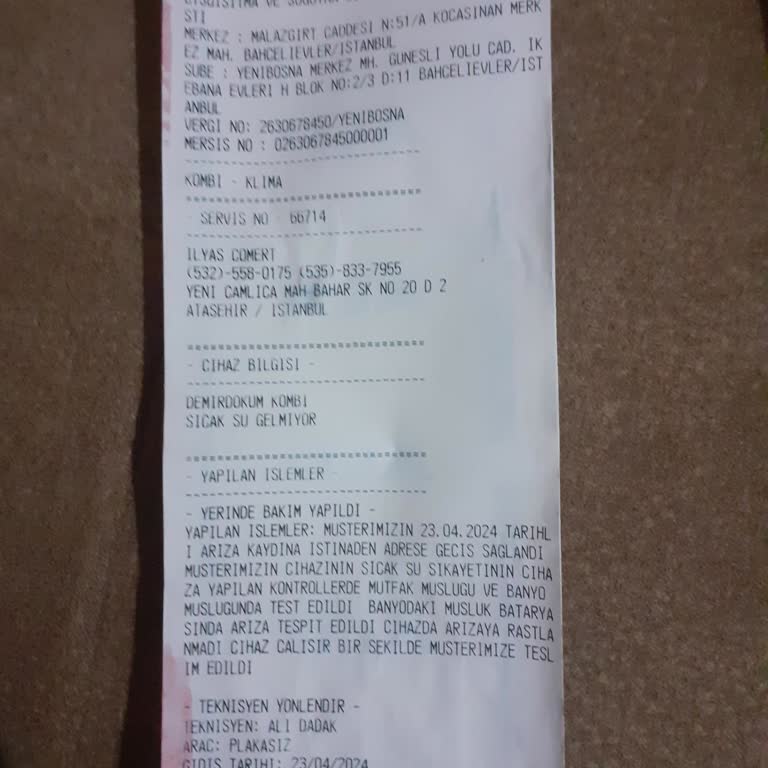 STI
MERKEZ : MALAZGIRT CADDESI N:51/A KOCASINAN MERK
EZ MAH. BAHCELIEVLER/ISTANBUL
SUBE : YENIBOSNA MERKEZ MH. GUNESLI YOLU CAD. IK
EBANA EVLERI H BLOK NO:2/3 D:11 BAHCELIEVLER/IST
ANBUL
VERGI NO: 2630678450/YENIBOSNA
MERSIS NO : 0263067845000001
KOMBI - KLIMA
- SERVIS NO - 66714
ILYAS COMERT
(532)-558-0175 (535)-833-7955
YENI CAMLICA MAH BAHAR SK NO 20 D 2
ATASEHIR / ISTANBUL
- CIHAZ BILGISI -
DEMIRDOKUM KOMBI
SICAK SU GELMIYOR
- YAPILAN ISLEMLER -
- YERINDE BAKIM YAPILDI -
YAPILAN ISLEMLER: MUSTERIMIZIN 23.04.2024 TARIHL
I ARIZA KAYDINA ISTINADEN ADRESE GECIS SAGLANDI
MUSTERIMIZIN CIHAZININ SICAK SU SIKAYETININ CIHA
ZA YAPILAN KONTROLLERDE MUTFAK MUSLUGU VE BANYO
MUSLUGUNDA TEST EDILDI BANYODAKI MUSLUK BATARYA
SINDA ARIZA TESPIT EDILDI CIHAZDA ARIZAYA RASTLA
NMADI CIHAZ CALISIR BIR SEKILDE MUSTERIMIZE TESL
IM EDILDI
- TEKNISYEN YONLENDIR -
TEKNISYEN: ALI DADAK
ARAC: PLAKASIZ
GIDIS TARIHI: 23/04/2024